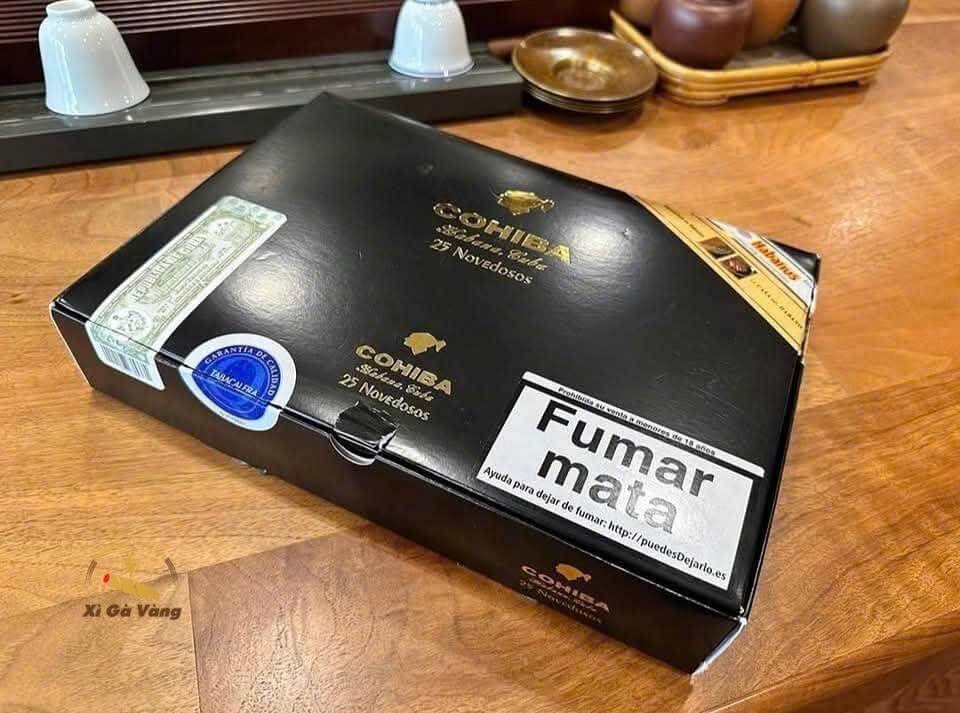 COHIBA
Habana, Cuba
25 Novedosos
Habanos
GARANTÍA DE CALIDAD
TABACALERA
COHIBA
Habana, Cuba
25 Novedosos
Prohibida su venta a menores de 18 años
Fumar
mata
Ayuda para dejar de fumar: http://puedesDejarlo.es
COHIBA
Habana, Cuba
25 Novedosos
Xì Gà Vàng